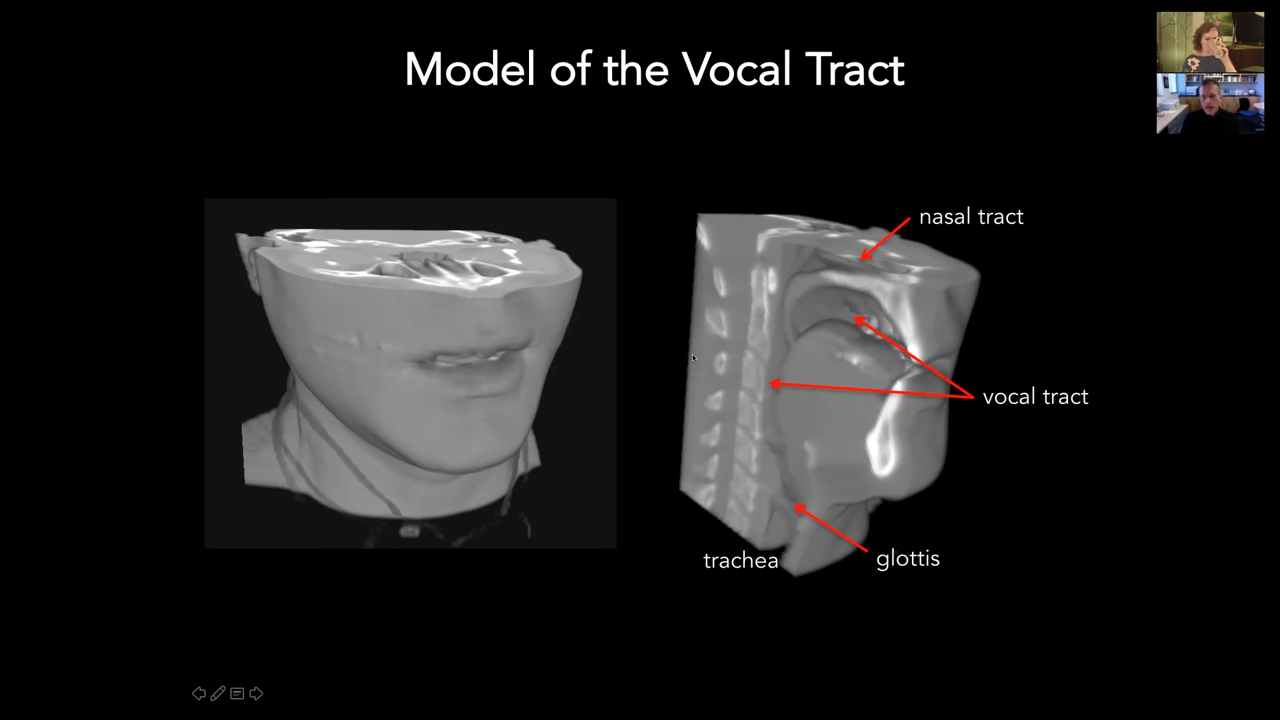 Model of the Vocal Tract
nasal tract
vocal tract
glottis
trachea